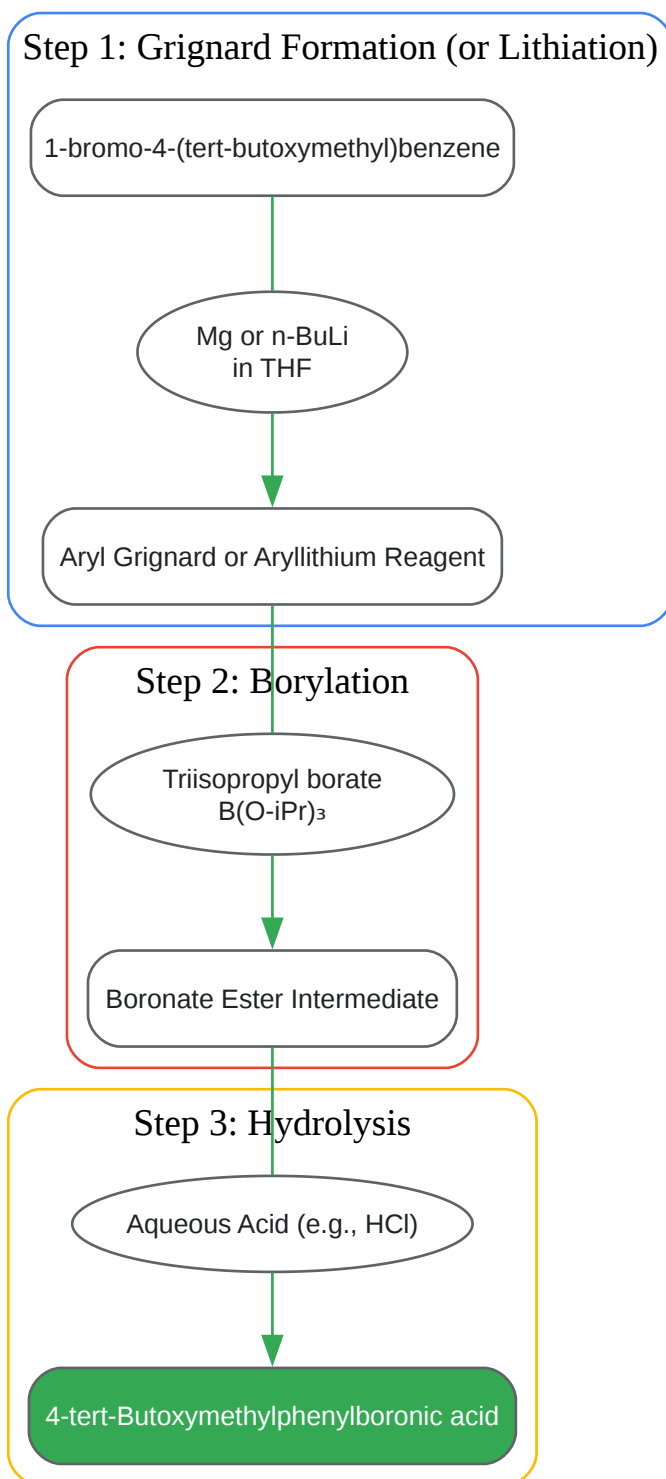 Step 1: Grignard Formation (or Lithiation)
1-bromo-4-(tert-butoxymethyl)benzene
Mg or n-BuLi
in THF
Aryl Grignard or Aryllithium Reagent
Step 2: Borylation
Triisopropyl borate
B(O-iPr)₃
Boronate Ester Intermediate
Step 3: Hydrolysis
Aqueous Acid (e.g., HCl)
4-tert-Butoxymethylphenylboronic acid